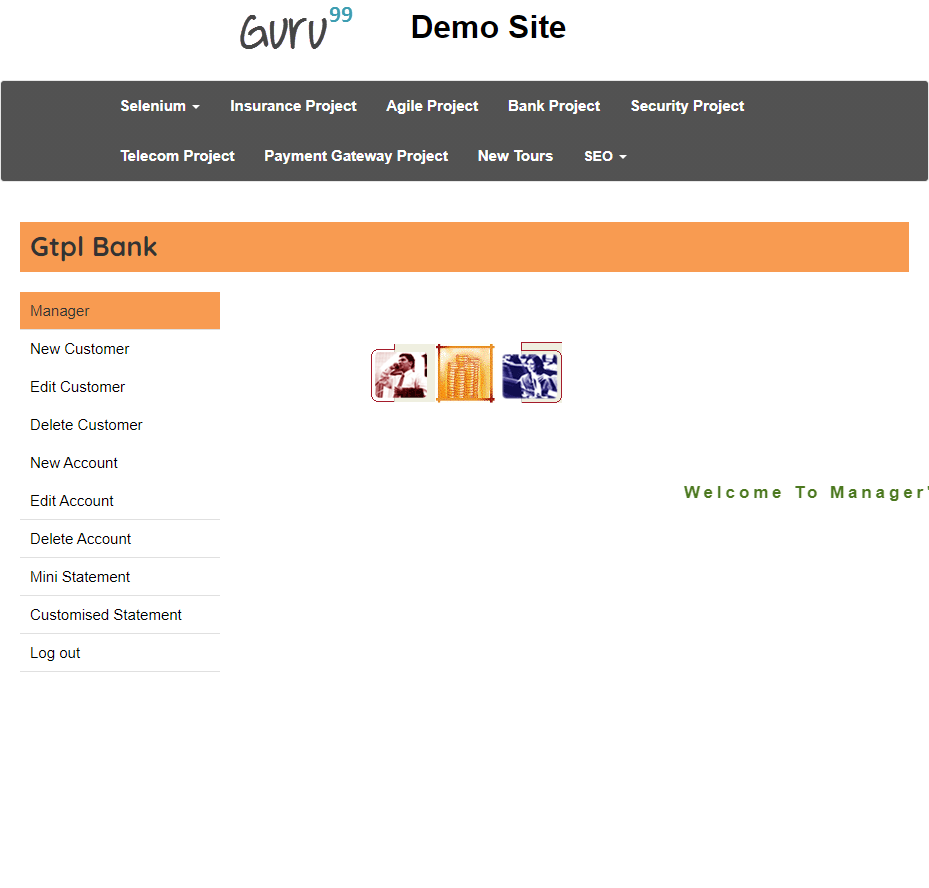 Guru99 Demo Site
Selenium Insurance Project Agile Project Bank Project Security Project
Telecom Project Payment Gateway Project New Tours SEO
Gtpl Bank
Manager
New Customer
Edit Customer
Delete Customer
New Account
Edit Account
Delete Account
Mini Statement
Customised Statement
Log out
Welcome To Manager'